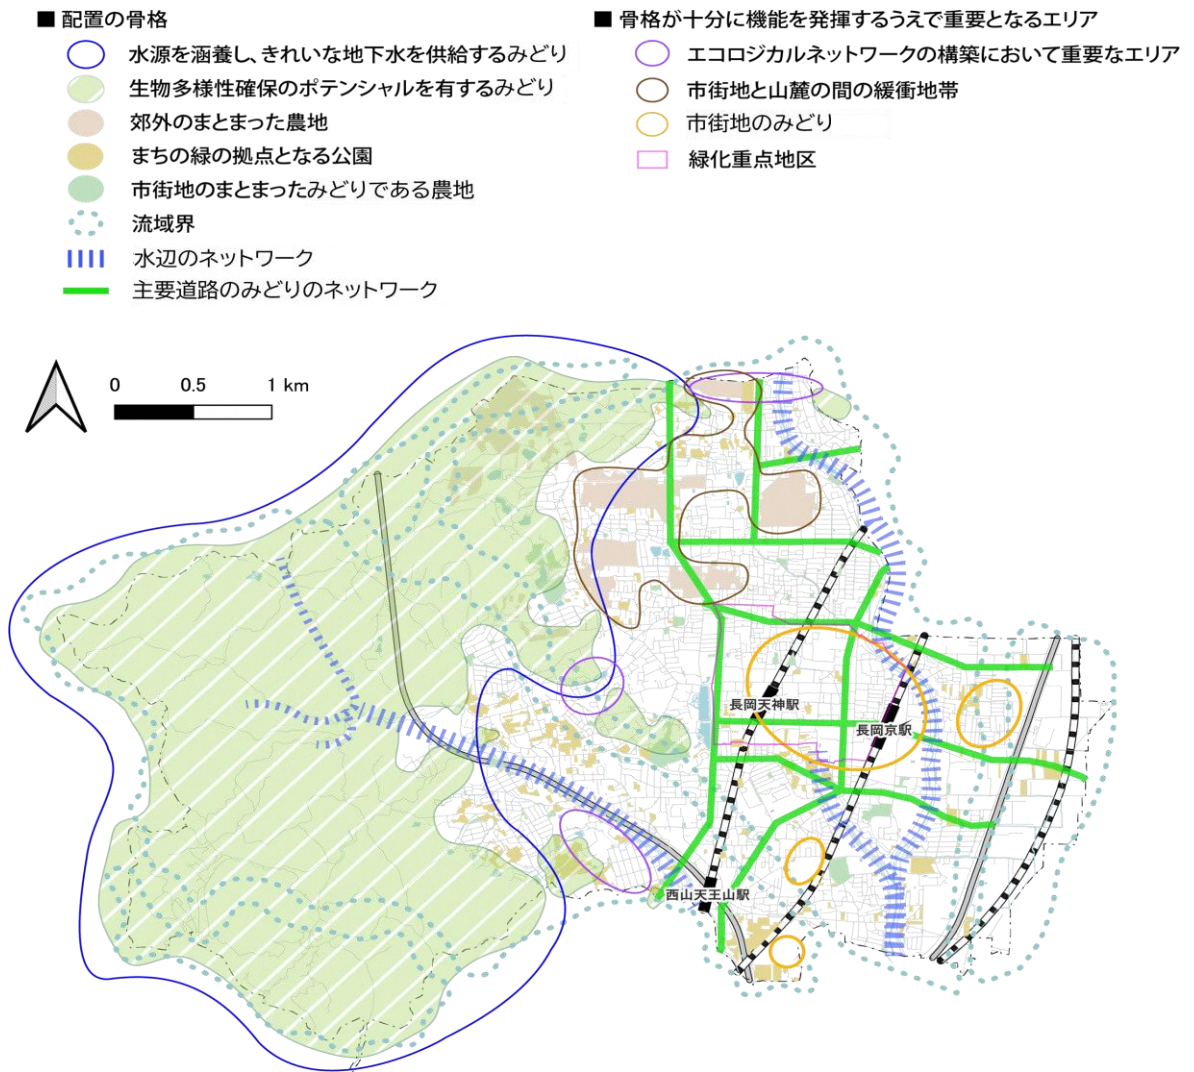 ■ 配置の骨格
水源を涵養し、きれいな地下水を供給するみどり
生物多様性確保のポテンシャルを有するみどり
郊外のまとまった農地
まちの緑の拠点となる公園
市街地のまとまったみどりである農地
流域界
水辺のネットワーク
主要道路のみどりのネットワーク
■ 骨格が十分に機能を発揮するうえで重要となるエリア
エコロジカルネットワークの構築において重要なエリア
市街地と山麓の間の緩衝地帯
市街地のみどり
緑化重点地区
0 0.5 1 km
長岡天神駅
長岡京駅
西山天王山駅